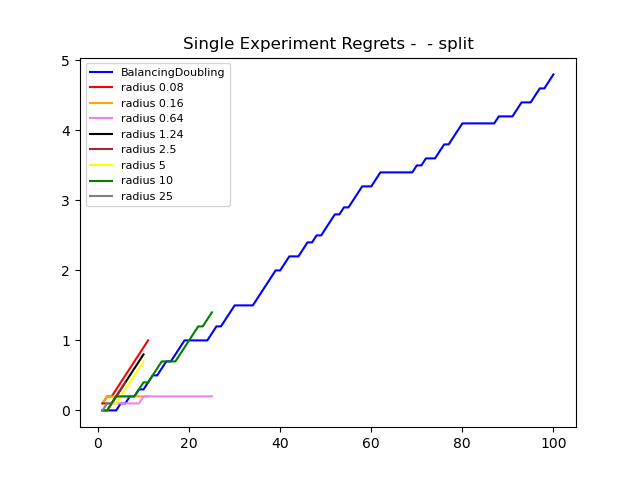 Single Experiment Regrets -  - split
5
4
3
2
1
0
BalancingDoubling
radius 0.08
radius 0.16
radius 0.64
radius 1.24
radius 2.5
radius 5
radius 10
radius 25
0 20 40 60 80 100